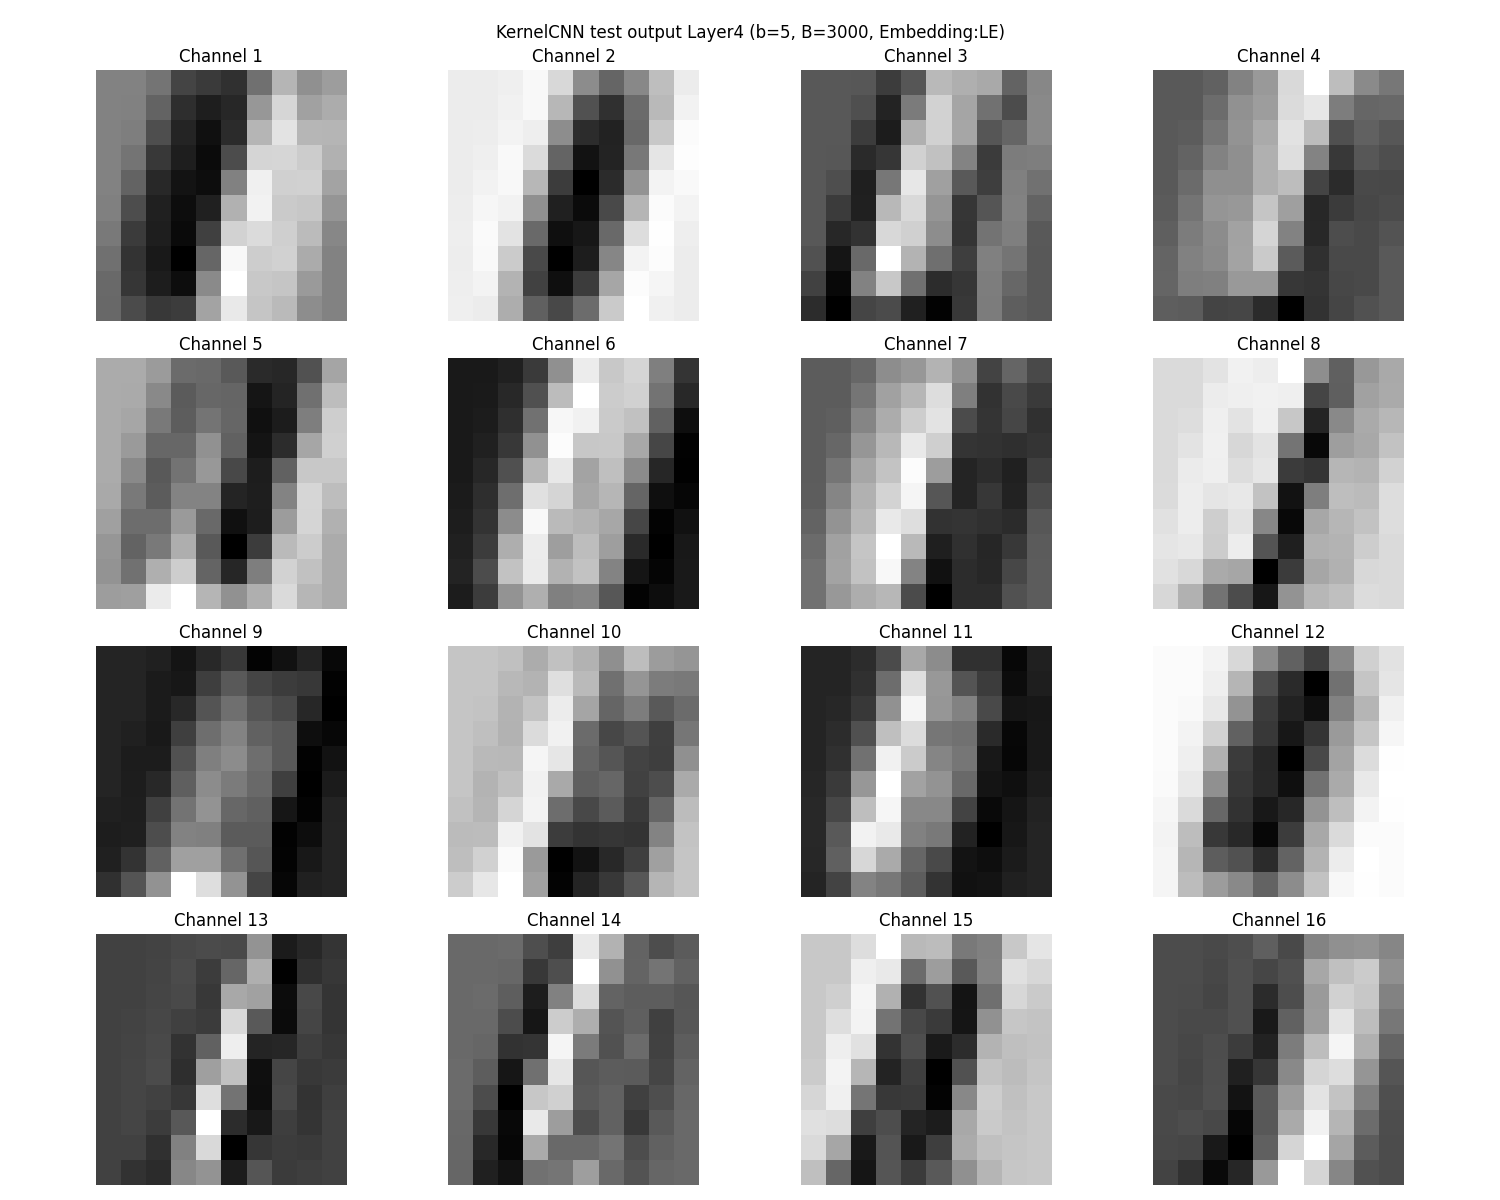 KernelCNN test output Layer4 (b=5, B=3000, Embedding:LE)
Channel 1 Channel 2 Channel 3 Channel 4
Channel 5 Channel 6 Channel 7 Channel 8
Channel 9 Channel 10 Channel 11 Channel 12
Channel 13 Channel 14 Channel 15 Channel 16